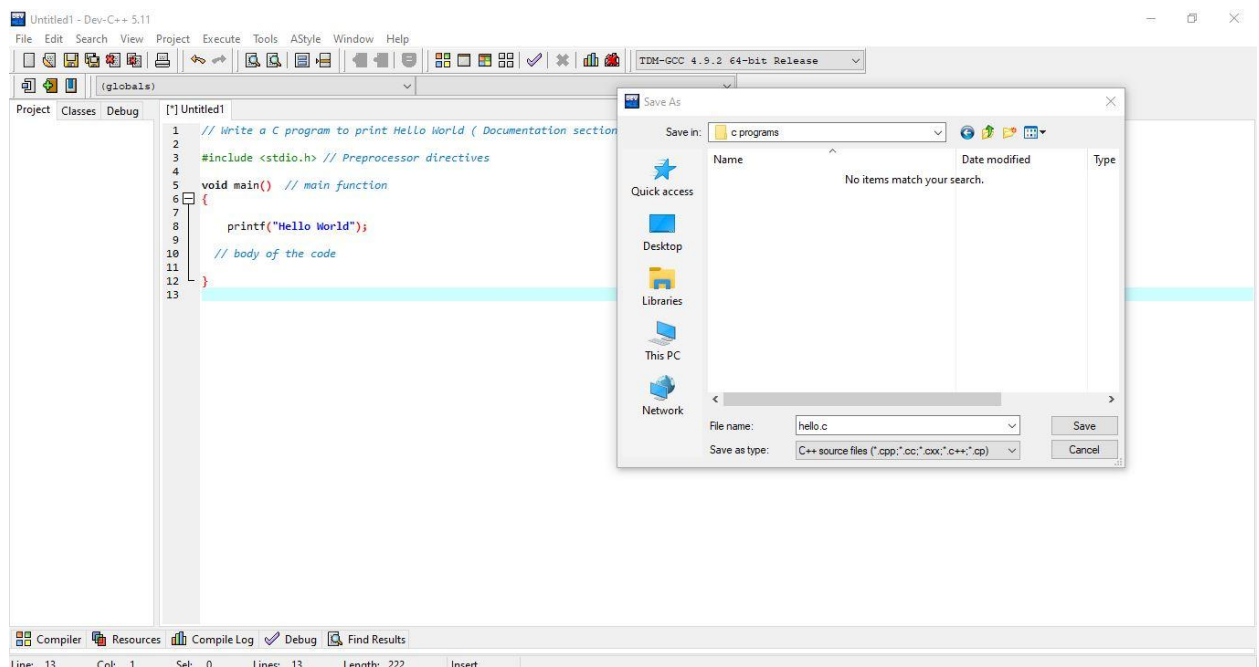 Untitled1 - Dev-C++ 5.11
File Edit Search View Project Execute Tools AStyle Window Help
TDM-GCC 4.9.2 64-bit Release
(globals)
Project Classes Debug [*] Untitled1
1 // Write a C program to print Hello World ( Documentation section
2
3 #include <stdio.h> // Preprocessor directives
4
5 void main() // main function
6 {
7
8 printf("Hello World");
9
10 // body of the code
11
12 }
13
Save As
Save in: c programs
Name Date modified Type
No items match your search.
Quick access
Desktop
Libraries
This PC
Network
File name: hello.c Save
Save as type: C++ source files (*.cpp;*.cc;*.cxx;*.c++;*.cp) Cancel
Compiler Resources Compile Log Debug Find Results
Line: 13 Col: 1 Sel: 0 Lines: 13 Length: 222 Insert